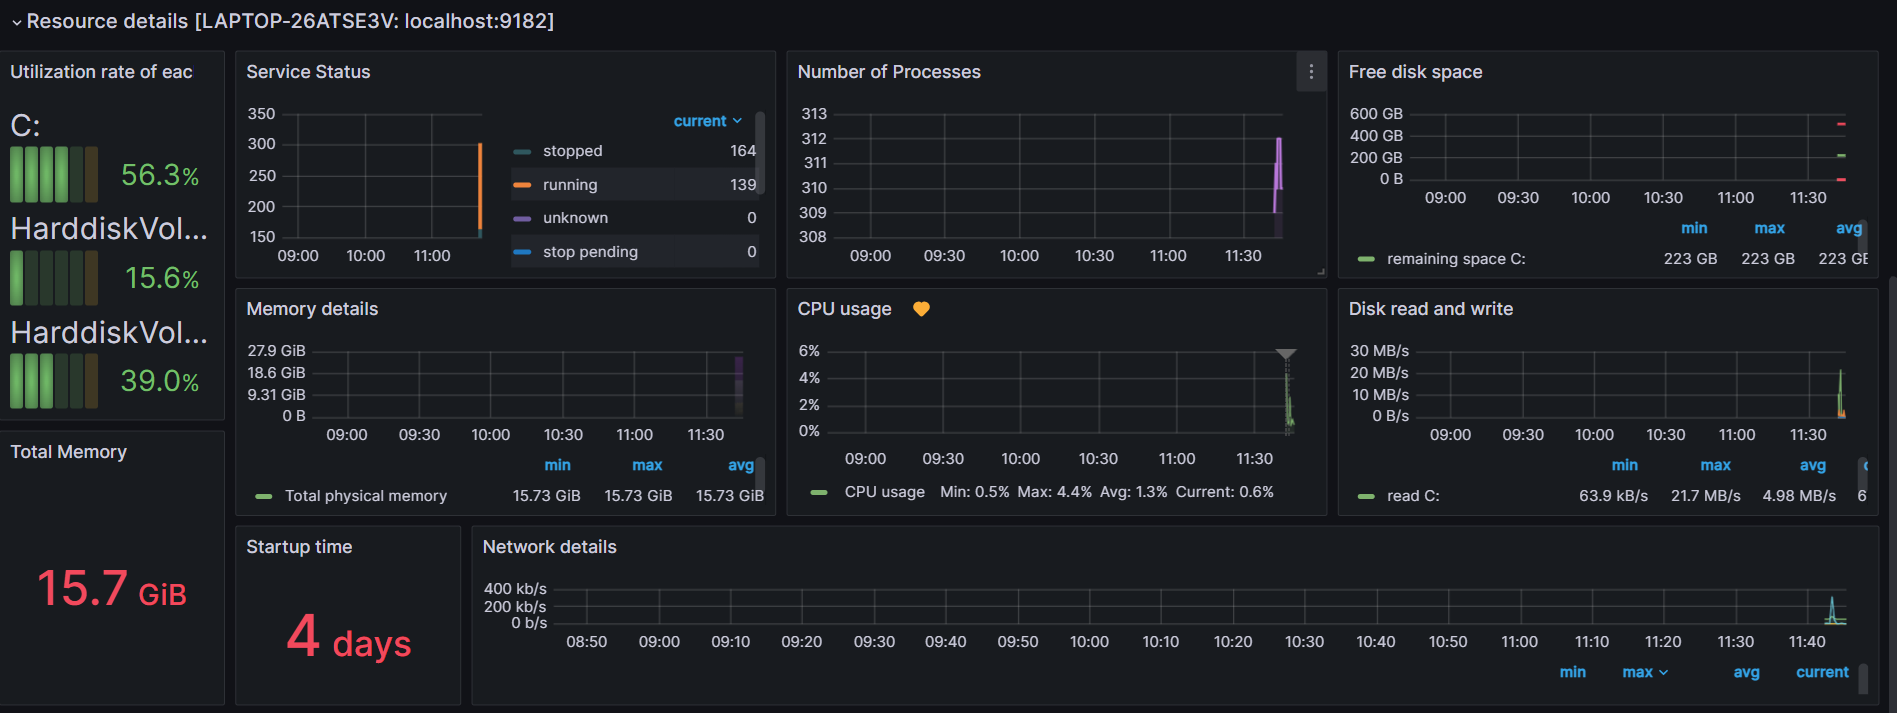 Resource details [LAPTOP-26ATSE3V: localhost:9182]
Utilization rate of eac
C:
56.3%
HarddiskVol...
15.6%
HarddiskVol...
39.0%
Total Memory
15.7 GiB
Service Status
350
300
250
200
150
09:00 10:00 11:00
current
stopped 164
running 139
unknown 0
stop pending 0
Number of Processes
313
312
311
310
309
308
09:00 09:30 10:00 10:30 11:00 11:30
Free disk space
600 GB
400 GB
200 GB
0 B
09:00 09:30 10:00 10:30 11:00 11:30
min max avg
remaining space C: 223 GB 223 GB 223 GB
Memory details
27.9 GiB
18.6 GiB
9.31 GiB
0 B
09:00 09:30 10:00 10:30 11:00 11:30
min max avg
Total physical memory 15.73 GiB 15.73 GiB 15.73 GiB
CPU usage
6%
4%
2%
0%
09:00 09:30 10:00 10:30 11:00 11:30
CPU usage Min: 0.5% Max: 4.4% Avg: 1.3% Current: 0.6%
Disk read and write
30 MB/s
20 MB/s
10 MB/s
0 B/s
09:00 09:30 10:00 10:30 11:00 11:30
min max avg c
read C: 63.9 kB/s 21.7 MB/s 4.98 MB/s 6
Startup time
4 days
Network details
400 kb/s
200 kb/s
0 b/s
08:50 09:00 09:10 09:20 09:30 09:40 09:50 10:00 10:10 10:20 10:30 10:40 10:50 11:00 11:10 11:20 11:30 11:40
min max avg current